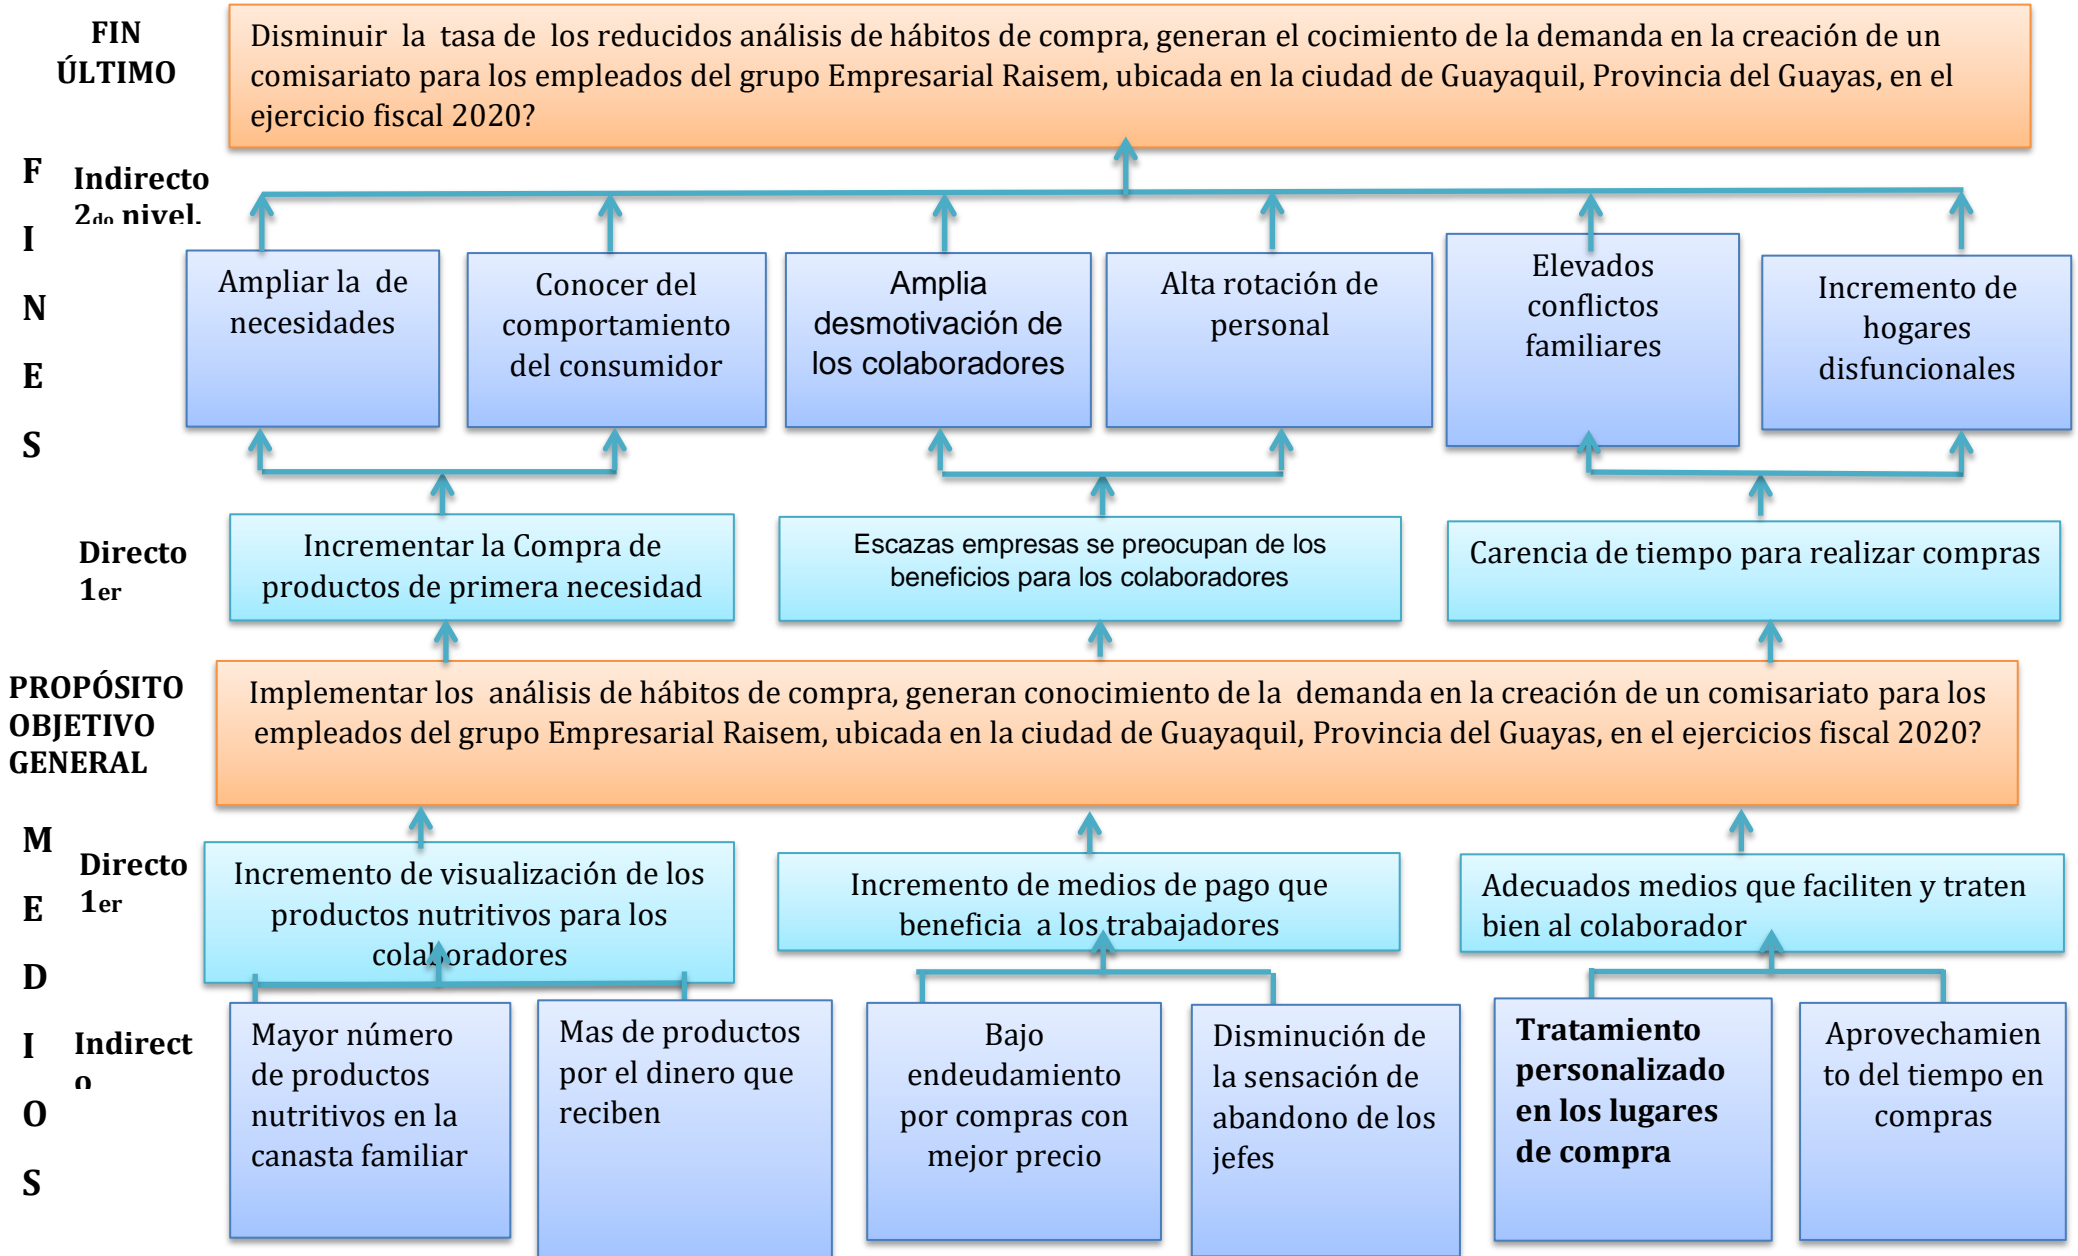 FIN
ÚLTIMO
Disminuir la tasa de los reducidos análisis de hábitos de compra, generan el cocimiento de la demanda en la creación de un
comisariato para los empleados del grupo Empresarial Raisem, ubicada en la ciudad de Guayaquil, Provincia del Guayas, en el
ejercicio fiscal 2020?
F
I
N
E
S
Indirecto
2do nivel.
Ampliar la de
necesidades
Conocer del
comportamiento
del consumidor
Amplia
desmotivación de
los colaboradores
Alta rotación de
personal
Elevados
conflictos
familiares
Incremento de
hogares
disfuncionales
Directo
1er
Incrementar la Compra de
productos de primera necesidad
Escazas empresas se preocupan de los
beneficios para los colaboradores
Carencia de tiempo para realizar compras
PROPÓSITO
OBJETIVO
GENERAL
Implementar los análisis de hábitos de compra, generan conocimiento de la demanda en la creación de un comisariato para los
empleados del grupo Empresarial Raisem, ubicada en la ciudad de Guayaquil, Provincia del Guayas, en el ejercicios fiscal 2020?
M
E
D
I
O
S
Directo
1er
Incremento de visualización de los
productos nutritivos para los
colaboradores
Incremento de medios de pago que
beneficia a los trabajadores
Adecuados medios que faciliten y traten
bien al colaborador
Indirect
o
Mayor número
de productos
nutritivos en la
canasta familiar
Mas de productos
por el dinero que
reciben
Bajo
endeudamiento
por compras con
mejor precio
Disminución de
la sensación de
abandono de los
jefes
Tratamiento
personalizado
en los lugares
de compra
Aprovechamien
to del tiempo en
compras